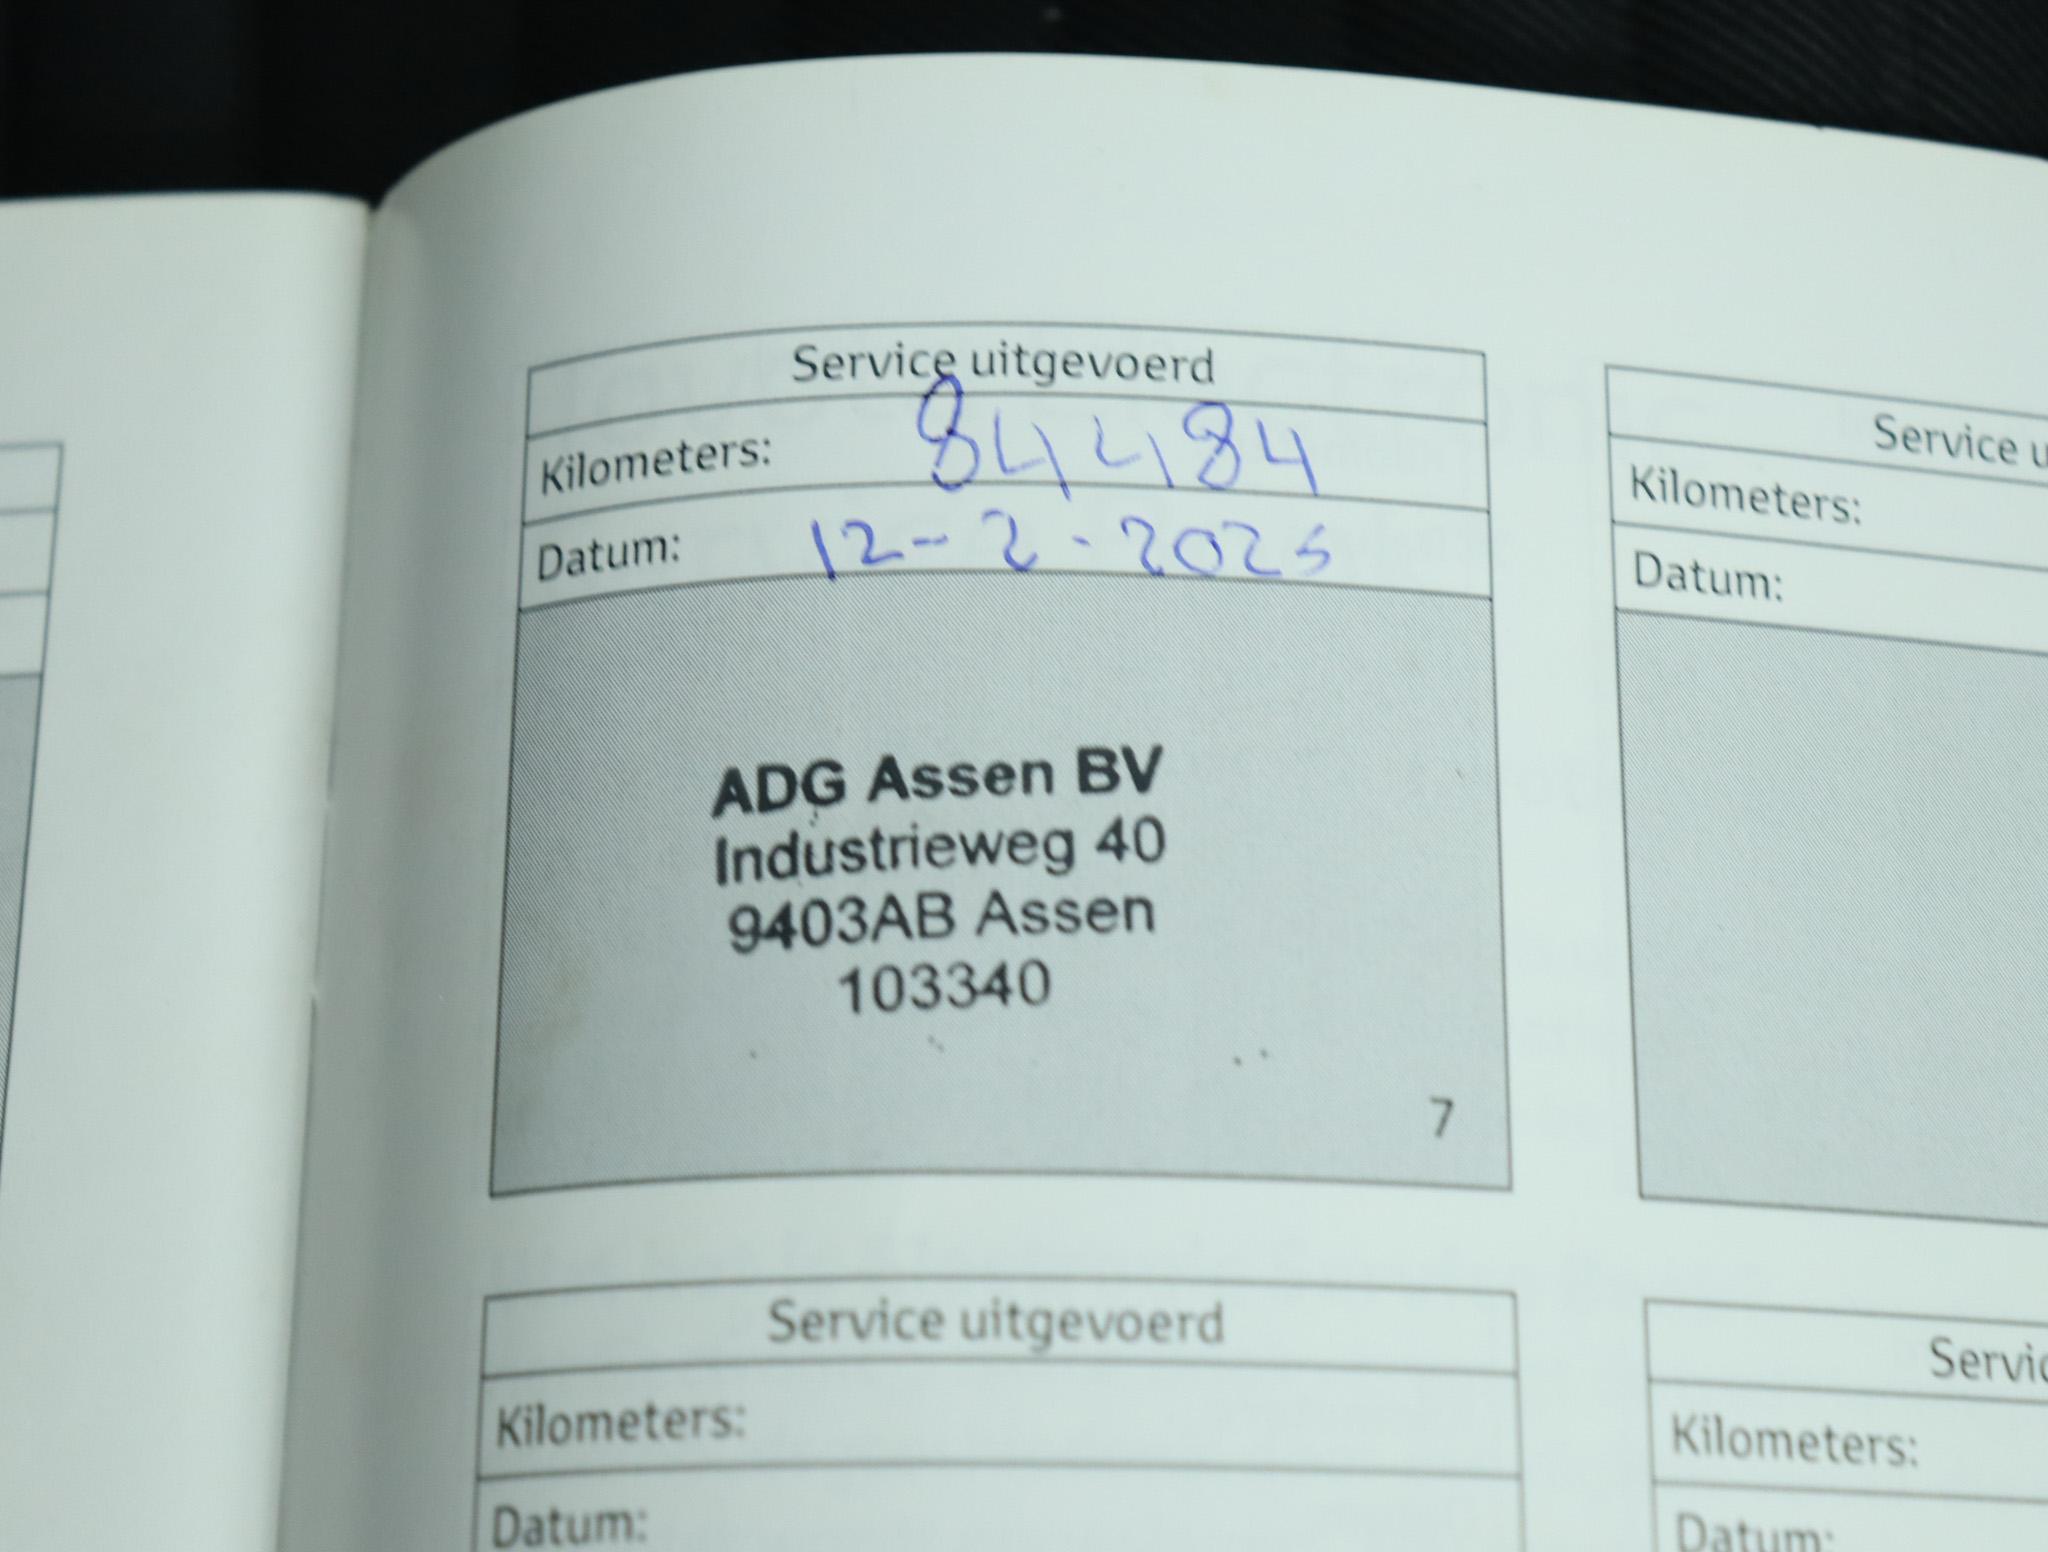 Service uitgevoerd
Kilometers: 84484
Datum: 12-2-2025
ADG Assen BV
Industrieweg 40
9403AB Assen
103340
7
Service u
Kilometers:
Datum:
Service uitgevoerd
Kilometers:
Datum:
Servic
Kilometers:
Datum: